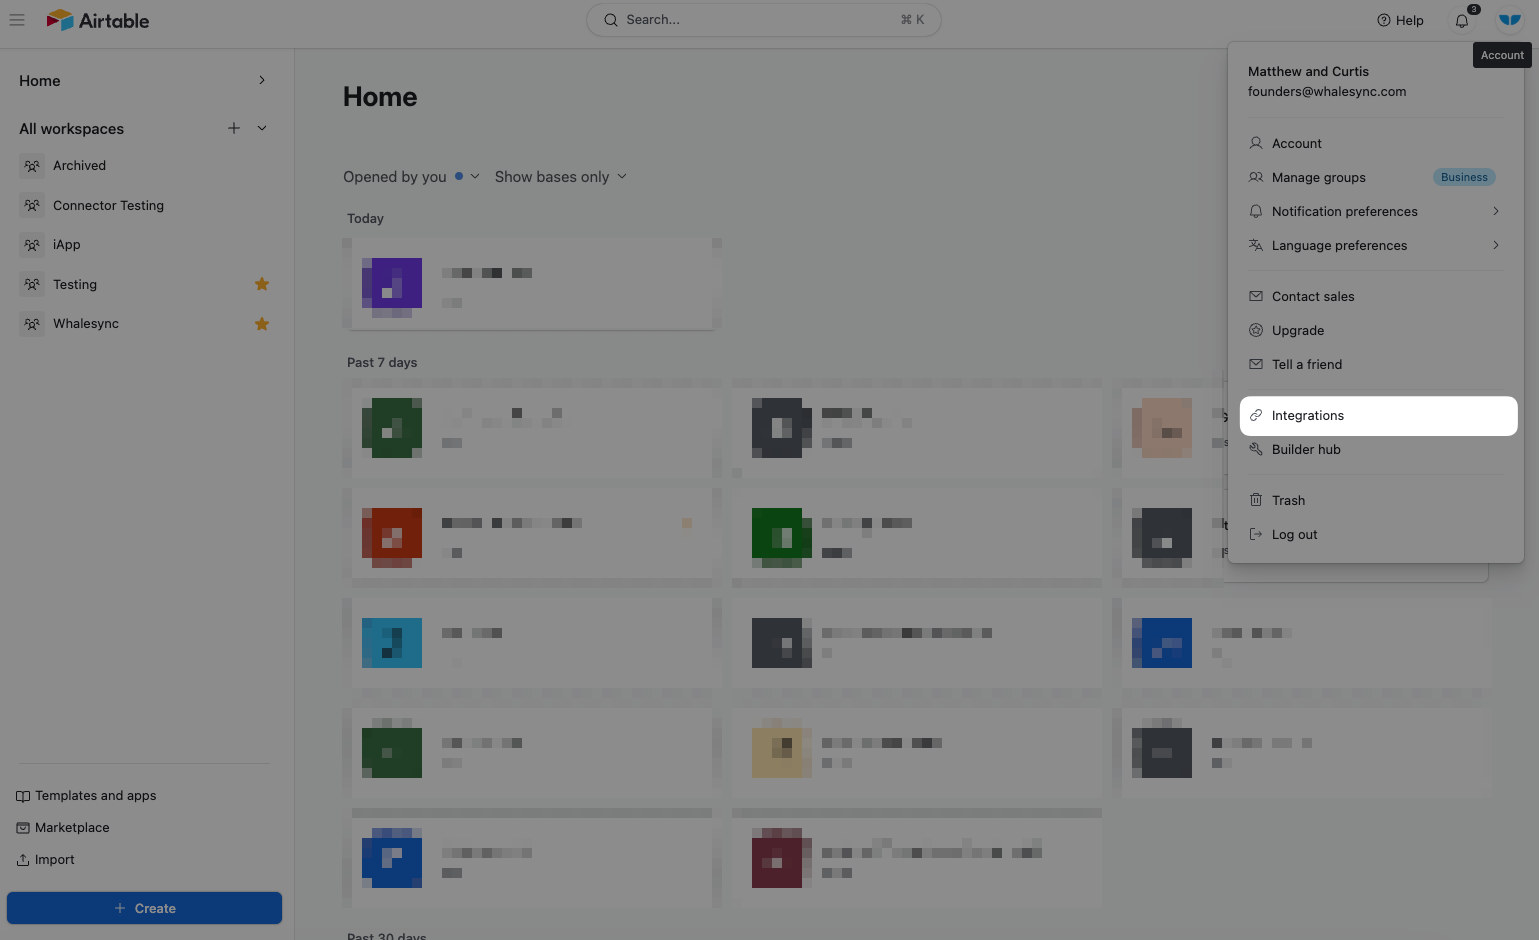 Airtable
Search...
⌘ K
Help
3
Account
Home
All workspaces
Archived
Connector Testing
iApp
Testing
Whalesync
Templates and apps
Marketplace
Import
Create
Home
Opened by you
Show bases only
Today
Past 7 days
Past 30 days
Matthew and Curtis
founders@whalesync.com
Account
Manage groups
Business
Notification preferences
Language preferences
Contact sales
Upgrade
Tell a friend
Integrations
Builder hub
Trash
Log out